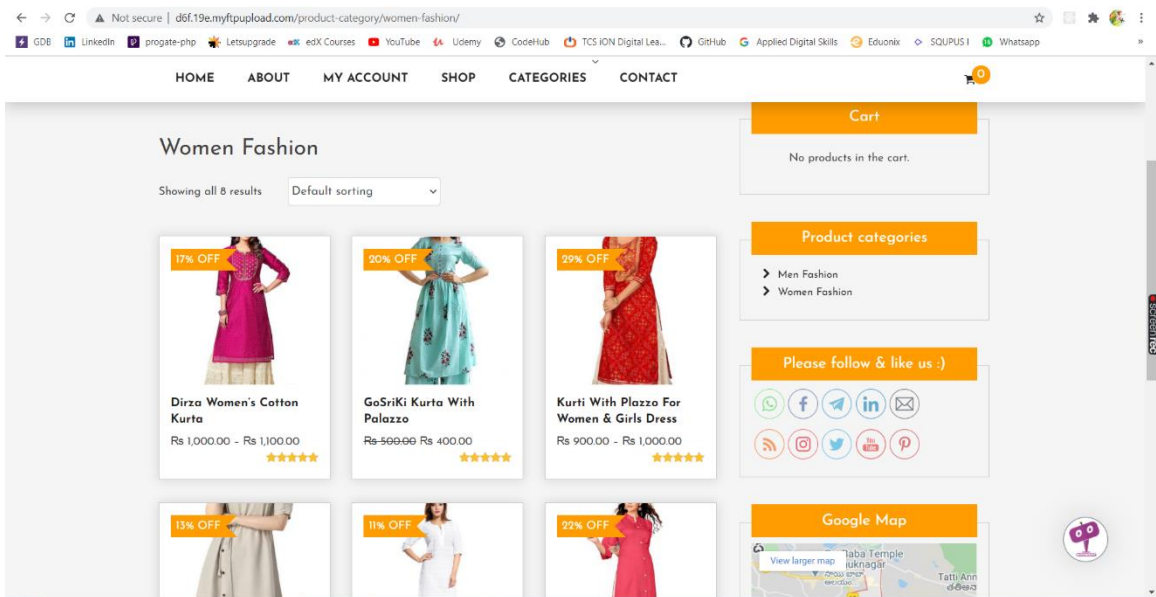 Not secure | d6f.19e.myftpupload.com/product-category/women-fashion/
GDB LinkedIn progate-php Letsupgrade edX Courses YouTube Udemy CodeHub TCS iON Digital Lea... GitHub Applied Digital Skills Eduonix SQUPUS I Whatsapp »
HOME ABOUT MY ACCOUNT SHOP CATEGORIES CONTACT 0
Women Fashion
Showing all 8 results Default sorting
17% OFF
Dirza Women's Cotton
Kurta
Rs 1,000.00 – Rs 1,100.00
20% OFF
GoSriKi Kurta With
Palazzo
Rs 500.00 Rs 400.00
29% OFF
Kurti With Plazzo For
Women & Girls Dress
Rs 900.00 – Rs 1,000.00
13% OFF
11% OFF
22% OFF
Cart
No products in the cart.
Product categories
Men Fashion
Women Fashion
Please follow & like us :)
in
You
Tube
Google Map
View larger map
Baba Temple
Tatti Ann
screenrec